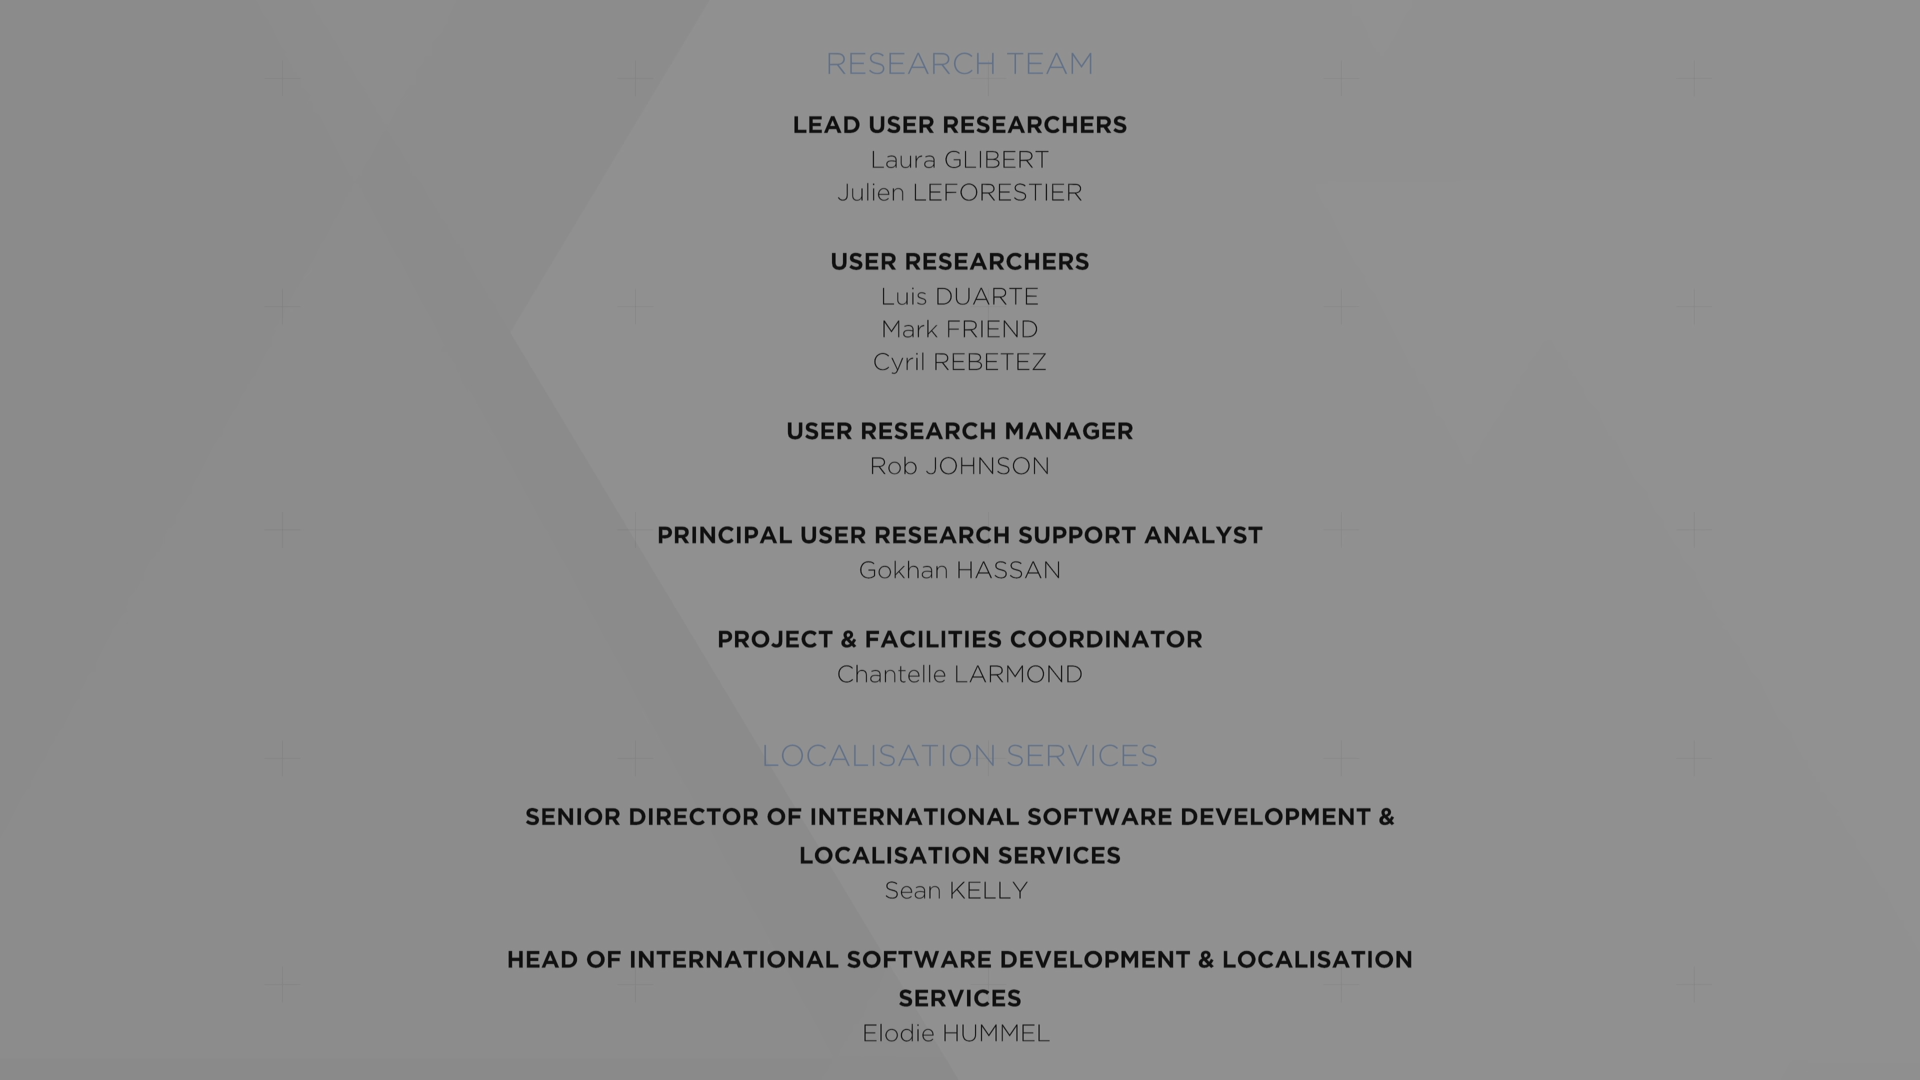 RESEARCH TEAM
LEAD USER RESEARCHERS
Laura GLIBERT
Julien LEFORESTIER
USER RESEARCHERS
Luis DUARTE
Mark FRIEND
Cyril REBETEZ
USER RESEARCH MANAGER
Rob JOHNSON
PRINCIPAL USER RESEARCH SUPPORT ANALYST
Gokhan HASSAN
PROJECT & FACILITIES COORDINATOR
Chantelle LARMOND
LOCALISATION SERVICES
SENIOR DIRECTOR OF INTERNATIONAL SOFTWARE DEVELOPMENT &
LOCALISATION SERVICES
Sean KELLY
HEAD OF INTERNATIONAL SOFTWARE DEVELOPMENT & LOCALISATION
SERVICES
Elodie HUMMEL